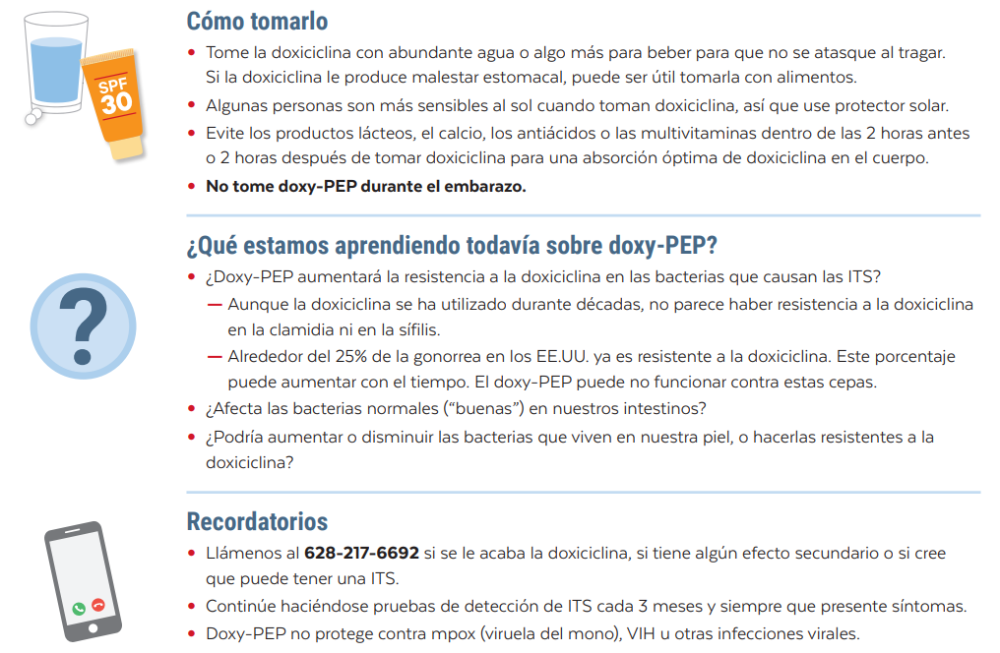 Cómo tomarlo
SPF
30
• Tome la doxiciclina con abundante agua o algo más para beber para que no se atasque al tragar.
Si la doxiciclina le produce malestar estomacal, puede ser útil tomarla con alimentos.
• Algunas personas son más sensibles al sol cuando toman doxiciclina, así que use protector solar.
• Evite los productos lácteos, el calcio, los antiácidos o las multivitaminas dentro de las 2 horas antes
o 2 horas después de tomar doxiciclina para una absorción óptima de doxiciclina en el cuerpo.
• No tome doxy-PEP durante el embarazo.
¿Qué estamos aprendiendo todavía sobre doxy-PEP?
?
• ¿Doxy-PEP aumentará la resistencia a la doxiciclina en las bacterias que causan las ITS?
— Aunque la doxiciclina se ha utilizado durante décadas, no parece haber resistencia a la doxiciclina
en la clamidia ni en la sífilis.
— Alrededor del 25% de la gonorrea en los EE.UU. ya es resistente a la doxiciclina. Este porcentaje
puede aumentar con el tiempo. El doxy-PEP puede no funcionar contra estas cepas.
• ¿Afecta las bacterias normales (“buenas”) en nuestros intestinos?
• ¿Podría aumentar o disminuir las bacterias que viven en nuestra piel, o hacerlas resistentes a la
doxiciclina?
Recordatorios
• Llámenos al 628-217-6692 si se le acaba la doxiciclina, si tiene algún efecto secundario o si cree
que puede tener una ITS.
• Continúe haciéndose pruebas de detección de ITS cada 3 meses y siempre que presente síntomas.
• Doxy-PEP no protege contra mpox (viruela del mono), VIH u otras infecciones virales.